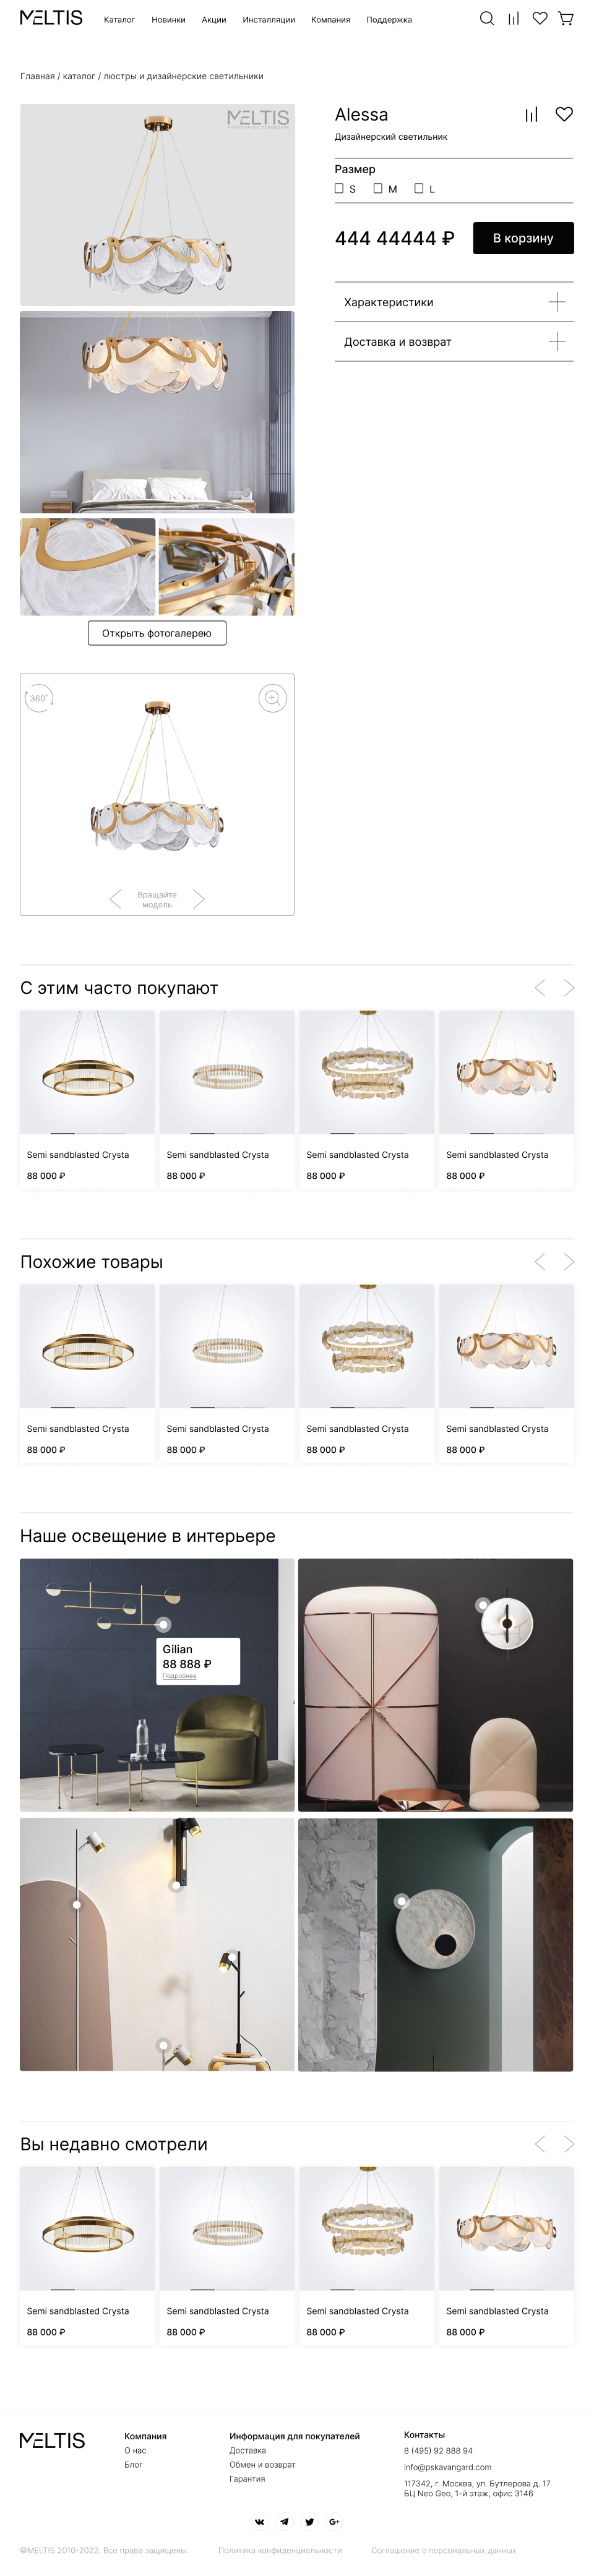 MELTIS
Каталог Новинки Акции Инсталляции Компания Поддержка
Главная / каталог / люстры и дизайнерские светильники
MELTIS
Alessa
Дизайнерский светильник
Размер
S M L
444 44444 ₽
В корзину
Характеристики
Доставка и возврат
Открыть фотогалерею
360°
Вращайте
модель
С этим часто покупают
Semi sandblasted Crysta Semi sandblasted Crysta Semi sandblasted Crysta Semi sandblasted Crysta
88 000 ₽ 88 000 ₽ 88 000 ₽ 88 000 ₽
Похожие товары
Semi sandblasted Crysta Semi sandblasted Crysta Semi sandblasted Crysta Semi sandblasted Crysta
88 000 ₽ 88 000 ₽ 88 000 ₽ 88 000 ₽
Наше освещение в интерьере
Gilian
88 888 ₽
Подробнее
Вы недавно смотрели
Semi sandblasted Crysta Semi sandblasted Crysta Semi sandblasted Crysta Semi sandblasted Crysta
88 000 ₽ 88 000 ₽ 88 000 ₽ 88 000 ₽
MELTIS
Компания
О нас
Блог
Информация для покупателей
Доставка
Обмен и возврат
Гарантия
Контакты
8 (495) 92 888 94
info@pskavangard.com
117342, г. Москва, ул. Бутлерова д. 17
БЦ Neo Geo, 1-й этаж, офис 3146
©MELTIS 2010-2022. Все права защищены. Политика конфиденциальности Соглашение о персональных данных